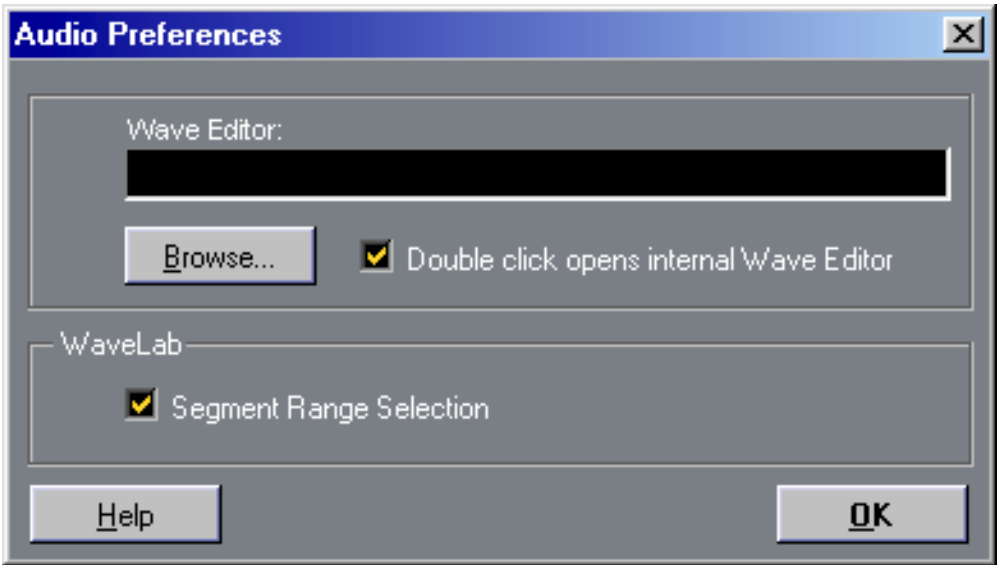 Audio Preferences
Wave Editor:
Browse...
Double click opens internal Wave Editor
WaveLab
Segment Range Selection
Help
OK